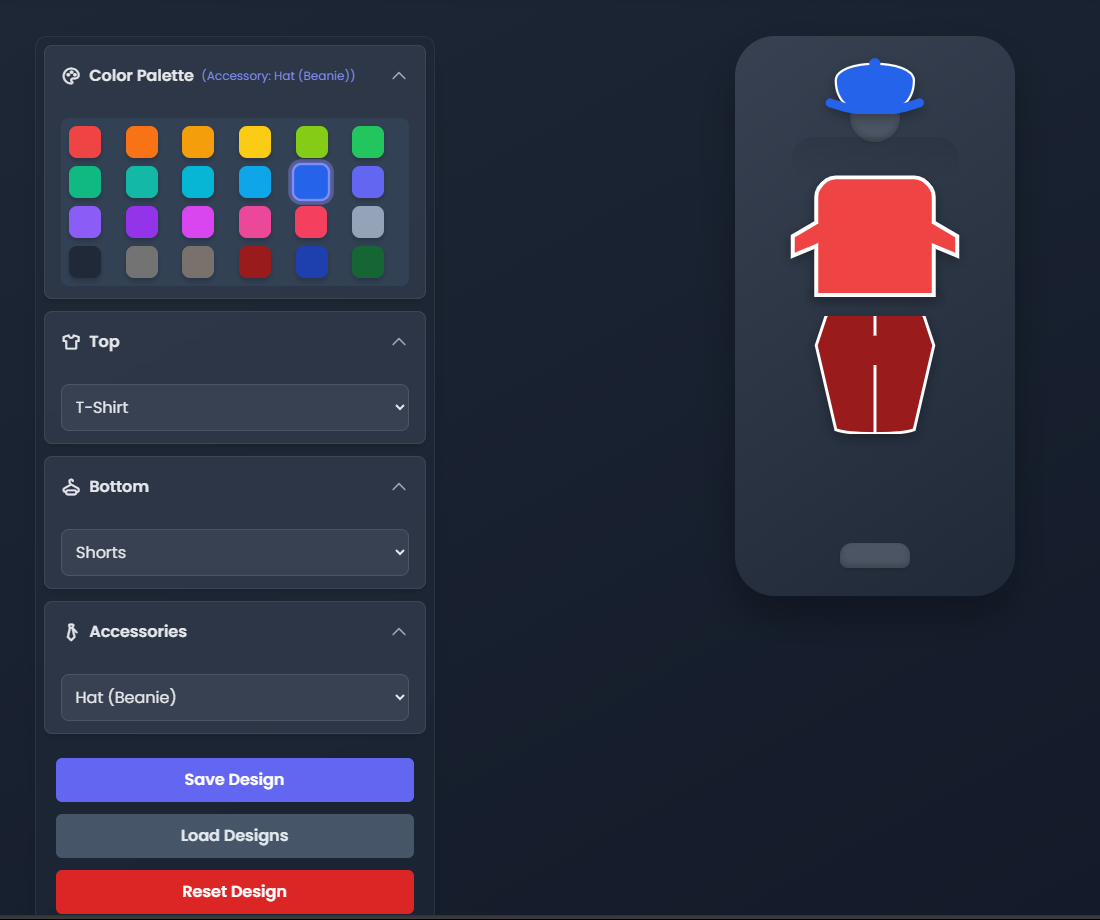 Color Palette (Accessory: Hat (Beanie))
Top
T-Shirt
Bottom
Shorts
Accessories
Hat (Beanie)
Save Design
Load Designs
Reset Design